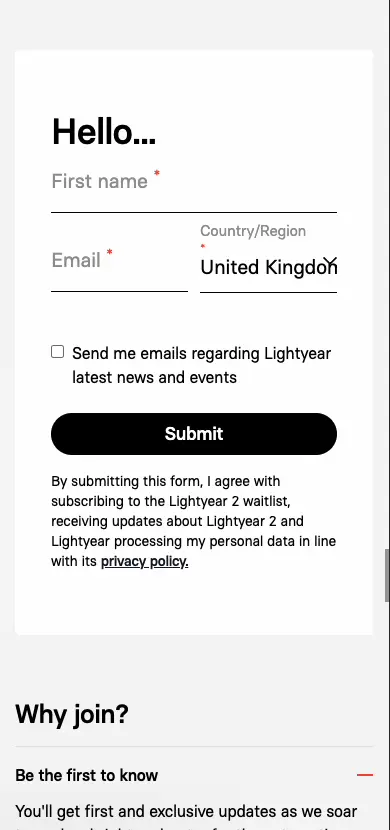 Hello...
First name *
Country/Region
*
Email *
United Kingdom
Send me emails regarding Lightyear
latest news and events
Submit
By submitting this form, I agree with
subscribing to the Lightyear 2 waitlist,
receiving updates about Lightyear 2 and
Lightyear processing my personal data in line
with its privacy policy.
Why join?
Be the first to know
You'll get first and exclusive updates as we soar